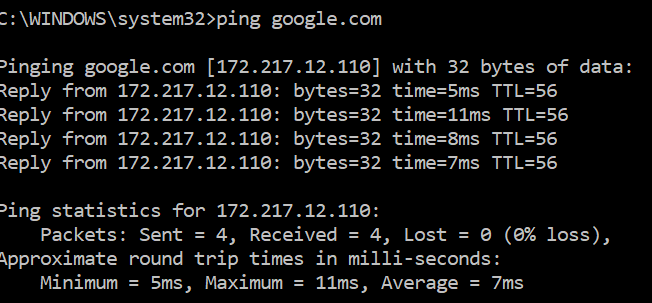 C:\WINDOWS\system32>ping google.com
Pinging google.com [172.217.12.110] with 32 bytes of data:
Reply from 172.217.12.110: bytes=32 time=5ms TTL=56
Reply from 172.217.12.110: bytes=32 time=11ms TTL=56
Reply from 172.217.12.110: bytes=32 time=8ms TTL=56
Reply from 172.217.12.110: bytes=32 time=7ms TTL=56
Ping statistics for 172.217.12.110:
    Packets: Sent = 4, Received = 4, Lost = 0 (0% loss),
Approximate round trip times in milli-seconds:
    Minimum = 5ms, Maximum = 11ms, Average = 7ms